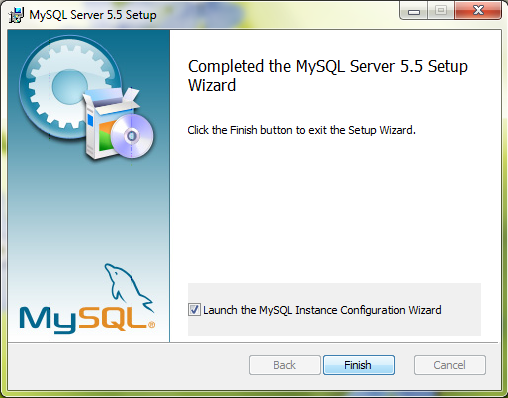 MySQL Server 5.5 Setup
Completed the MySQL Server 5.5 Setup
Wizard
Click the Finish button to exit the Setup Wizard.
MySQL®
Launch the MySQL Instance Configuration Wizard
Back
Finish
Cancel